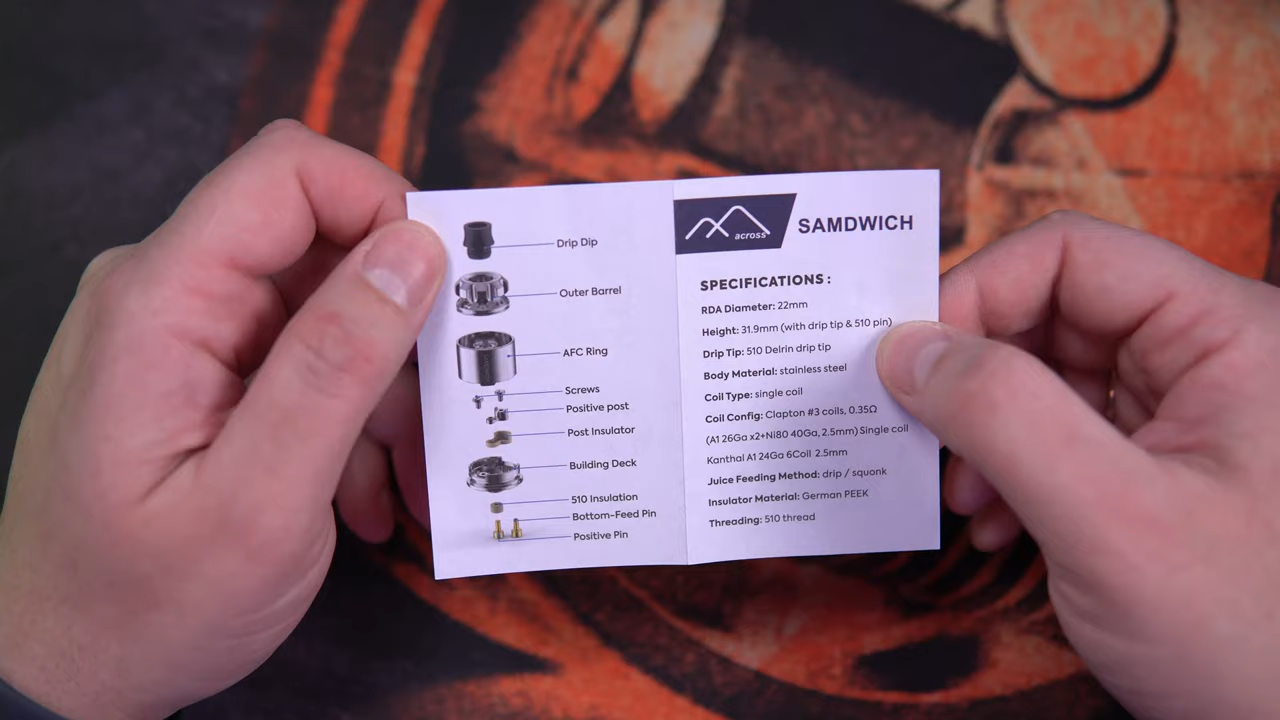 Drip Dip
Outer Barrel
AFC Ring
Screws
Positive post
Post Insulator
Building Deck
510 Insulation
Bottom-Feed Pin
Positive Pin
across
SAMDWICH
SPECIFICATIONS :
RDA Diameter: 22mm
Height: 31.9mm (with drip tip & 510 pin)
Drip Tip: 510 Delrin drip tip
Body Material: stainless steel
Coil Type: single coil
Coil Config: Clapton #3 coils, 0.35Ω
(A1 26Ga x2+Ni80 40Ga, 2.5mm) Single coil
Kanthal A1 24Ga 6Coil 2.5mm
Juice Feeding Method: drip / squonk
Insulator Material: German PEEK
Threading: 510 thread